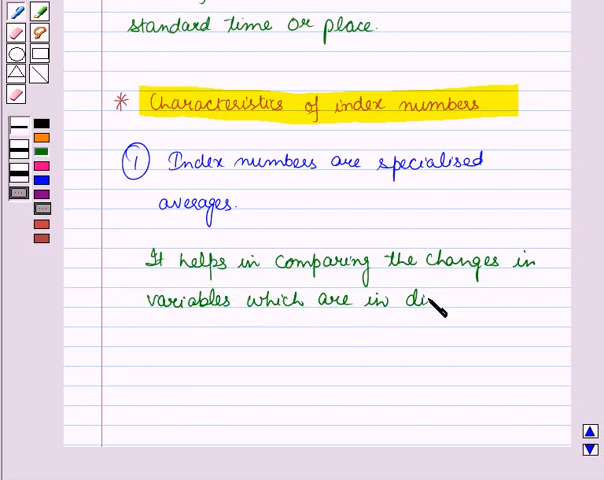 standard time or place.
* Characteristics of index numbers
1 Index numbers are specialised
averages.
It helps in comparing the changes in
variables which are in di